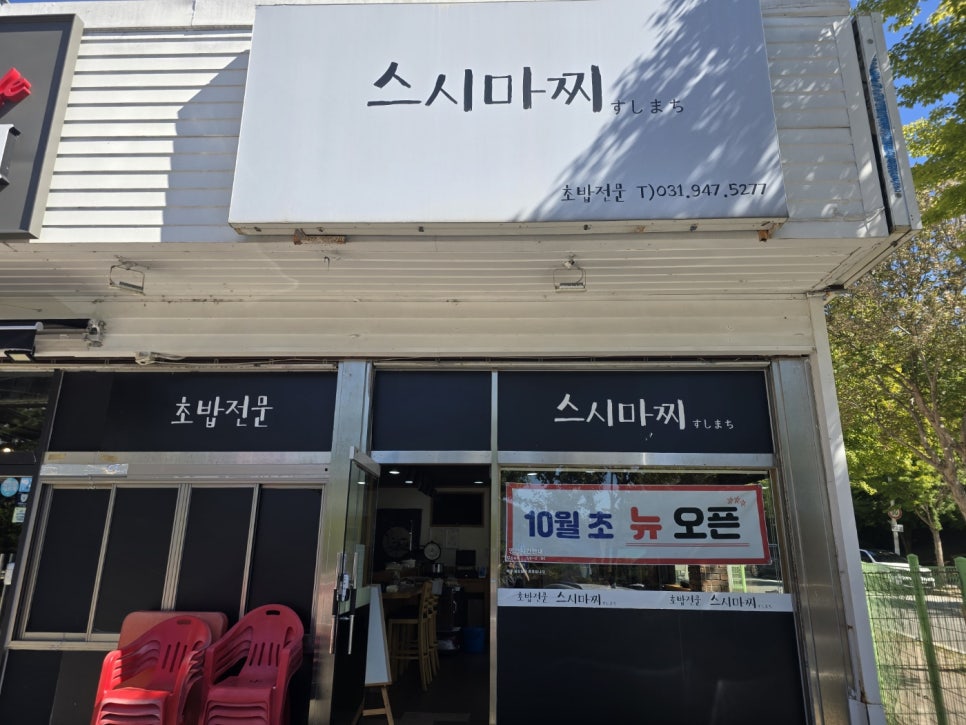 스시마찌 すしまち
초밥전문 T)031.947.5277
초밥전문
스시마찌 すしまち
10월 초 뉴 오픈
초밥전문 스시마찌
초밥전문 스시마찌